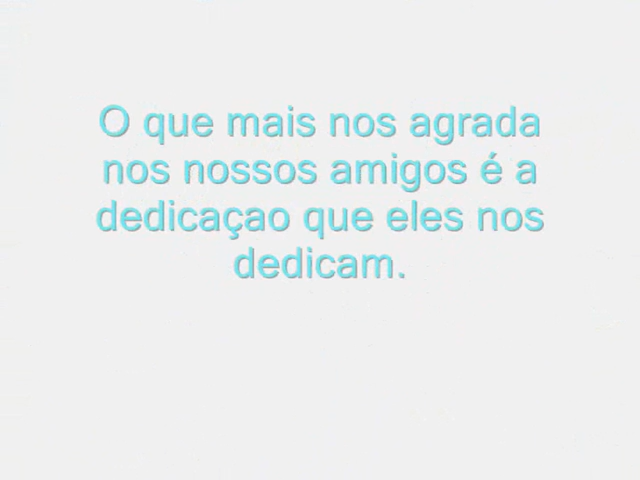 O que mais nos agrada
nos nossos amigos é a
dedicaçao que eles nos
dedicam.